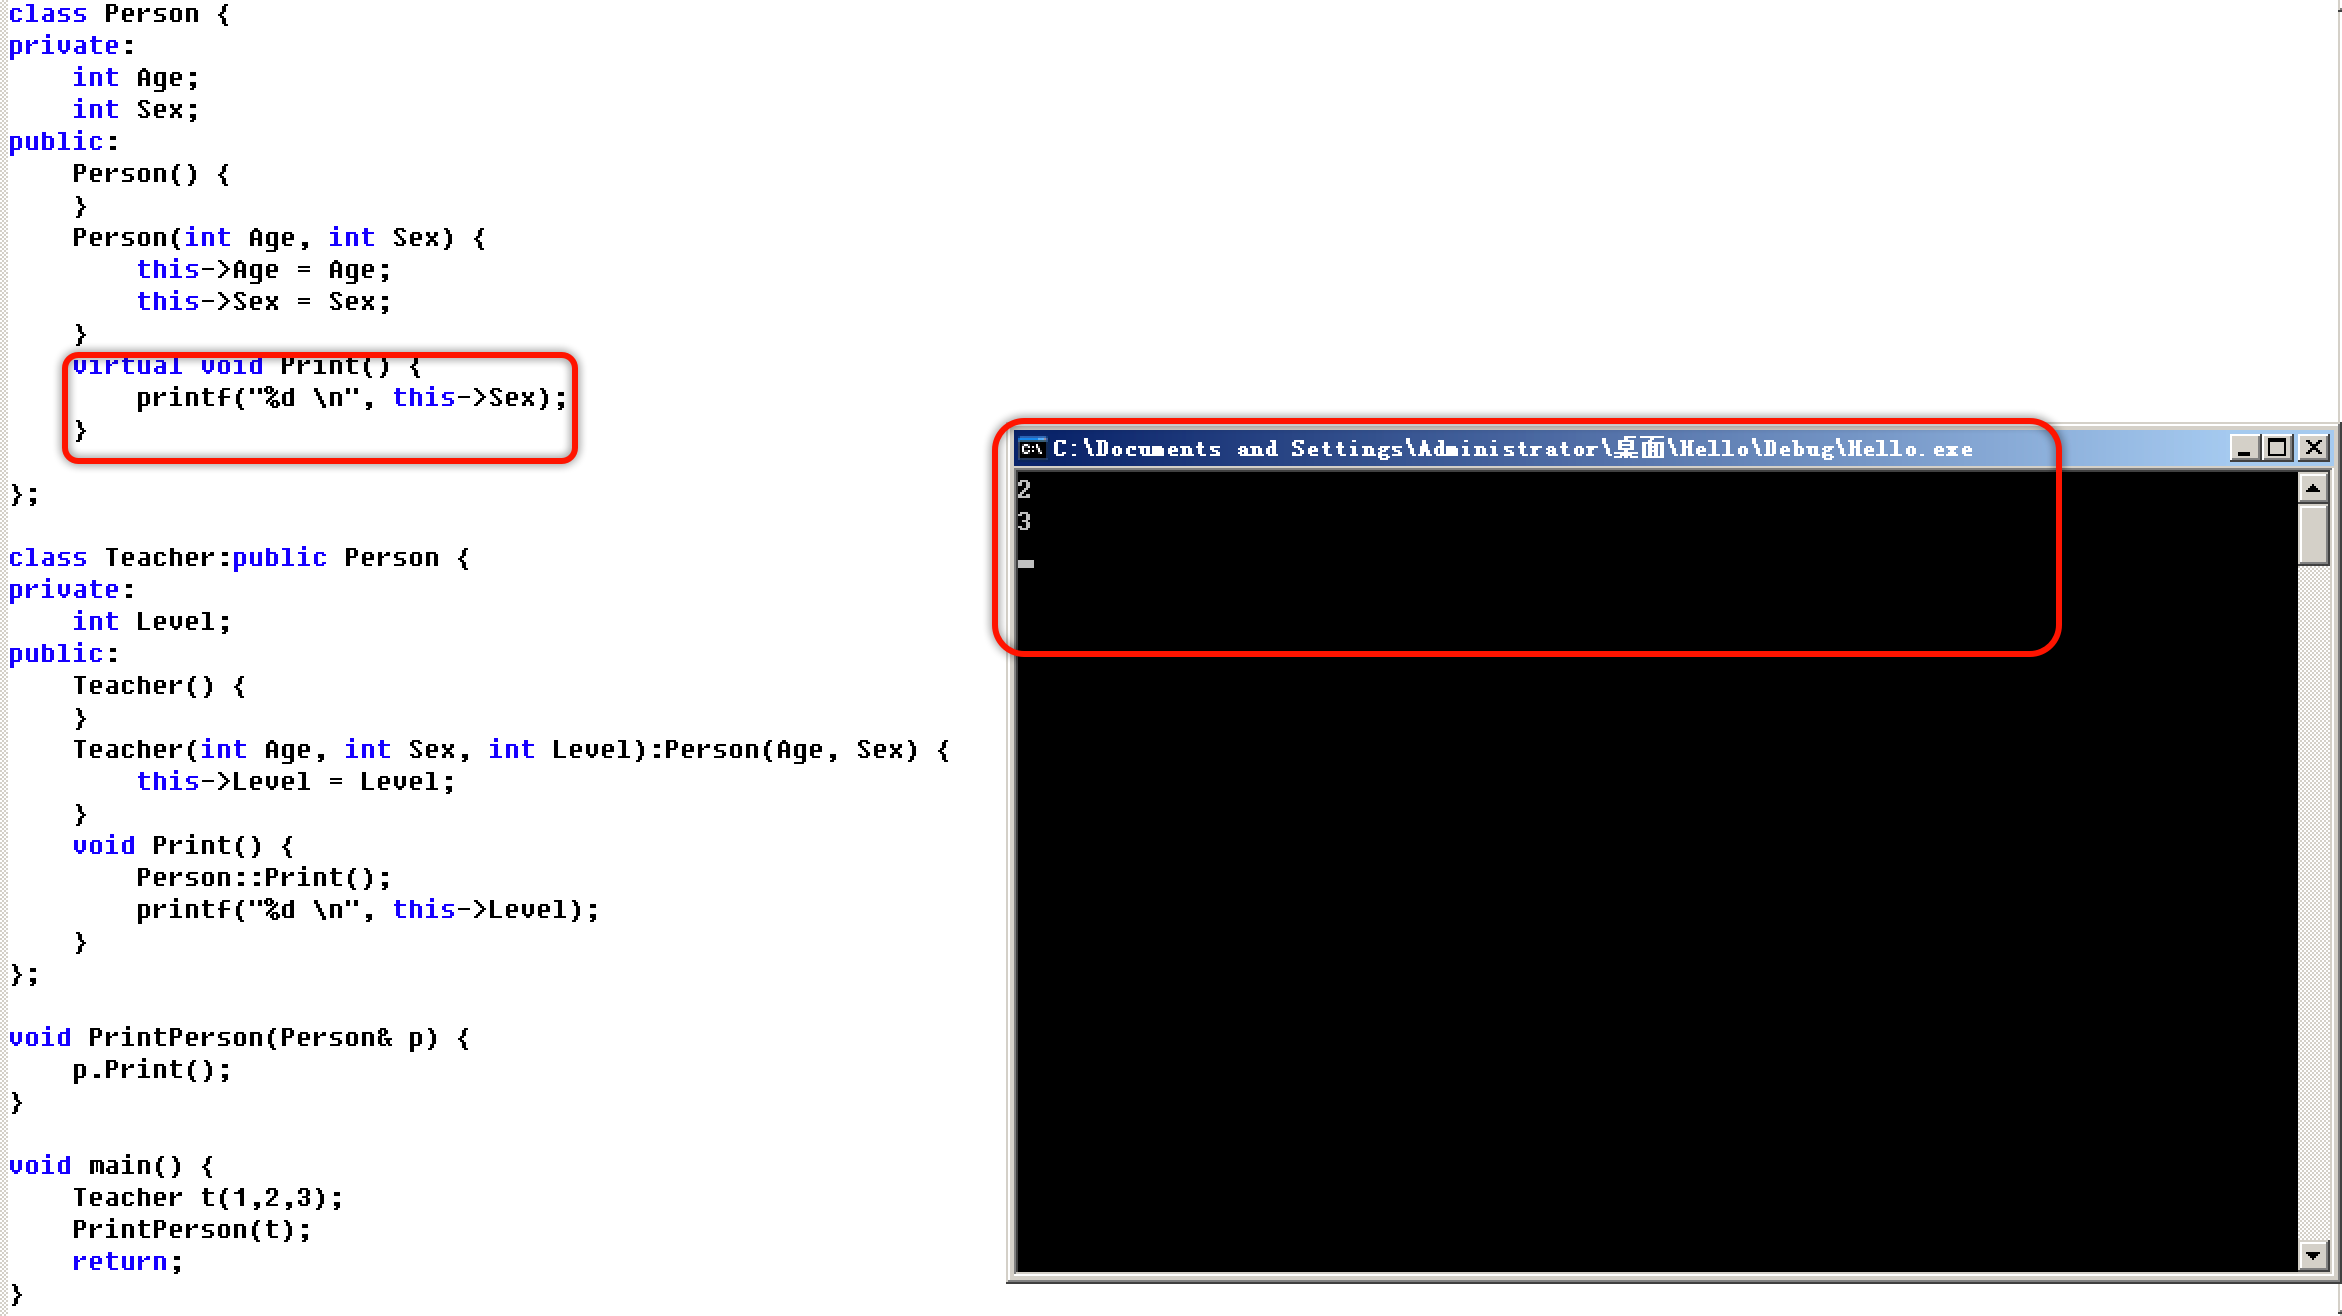 class Person {
private:
    int Age;
    int Sex;
public:
    Person() {
    }
    Person(int Age, int Sex) {
        this->Age = Age;
        this->Sex = Sex;
    }
    virtual void Print() {
        printf("%d \n", this->Sex);
    }
};
class Teacher:public Person {
private:
    int Level;
public:
    Teacher() {
    }
    Teacher(int Age, int Sex, int Level):Person(Age, Sex) {
        this->Level = Level;
    }
    void Print() {
        Person::Print();
        printf("%d \n", this->Level);
    }
};
void PrintPerson(Person& p) {
    p.Print();
}
void main() {
    Teacher t(1,2,3);
    PrintPerson(t);
    return;
}
C:\Documents and Settings\Administrator\桌面\Hello\Debug\Hello.exe
2
3